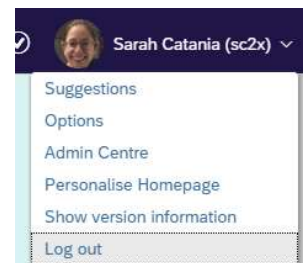 Sarah Catania (sc2x)
Suggestions
Options
Admin Centre
Personalise Homepage
Show version information
Log out